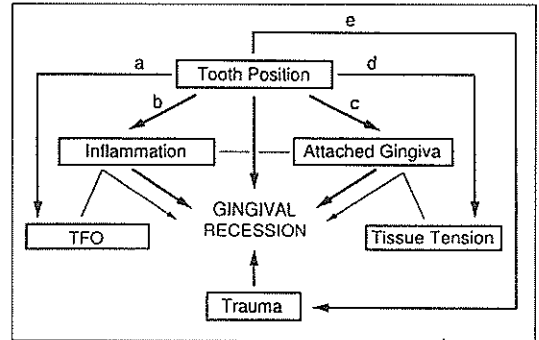 e
a
Tooth Position
d
b
c
Inflammation
Attached Gingiva
GINGIVAL
RECESSION
TFO
Tissue Tension
Trauma